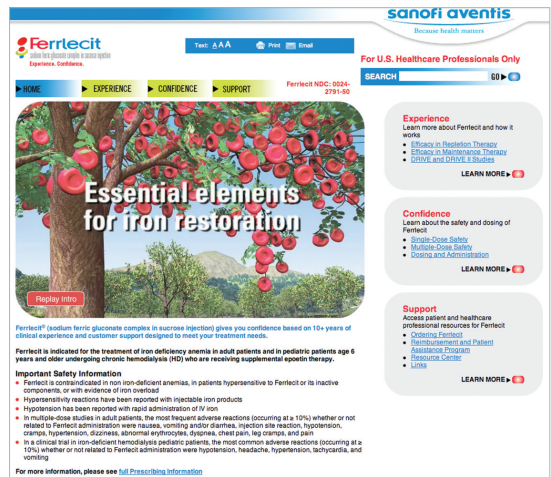 sanofi aventis
Because health matters
Ferrlecit
sodium ferric gluconate complex in sucrose injection
Experience. Confidence.
Text: A A A Print Email
For U.S. Healthcare Professionals Only
SEARCH GO
HOME EXPERIENCE CONFIDENCE SUPPORT
Ferrlecit NDC: 0024-
2791-50
Essential elements
for iron restoration
Replay Intro
Experience
Learn more about Ferrlecit and how it
works
Efficacy in Repletion Therapy
Efficacy in Maintenance Therapy
DRIVE and DRIVE II Studies
LEARN MORE
Confidence
Learn about the safety and dosing of
Ferrlecit
Single-Dose Safety
Multiple-Dose Safety
Dosing and Administration
LEARN MORE
Support
Access patient and healthcare
professional resources for Ferrlecit
Ordering Ferrlecit
Reimbursement and Patient
Assistance Program
Resource Center
Links
LEARN MORE
Ferrlecit® (sodium ferric gluconate complex in sucrose injection) gives you confidence based on 10+ years of
clinical experience and customer support designed to meet your treatment needs.
Ferrlecit is indicated for the treatment of iron deficiency anemia in adult patients and in pediatric patients age 6
years and older undergoing chronic hemodialysis (HD) who are receiving supplemental epoetin therapy.
Important Safety Information
Ferrlecit is contraindicated in non iron-deficient anemias, in patients hypersensitive to Ferrlecit or its inactive
components, or with evidence of iron overload
Hypersensitivity reactions have been reported with injectable iron products
Hypotension has been reported with rapid administration of IV iron
In multiple-dose studies in adult patients, the most frequent adverse reactions (occurring at ≥ 10%) whether or not
related to Ferrlecit administration were nausea, vomiting and/or diarrhea, injection site reaction, hypotension,
cramps, hypertension, dizziness, abnormal erythrocytes, dyspnea, chest pain, leg cramps, and pain
In a clinical trial in iron-deficient hemodialysis pediatric patients, the most common adverse reactions (occurring at ≥
10%) whether or not related to Ferrlecit administration were hypotension, headache, hypertension, tachycardia, and
vomiting
For more information, please see full Prescribing Information